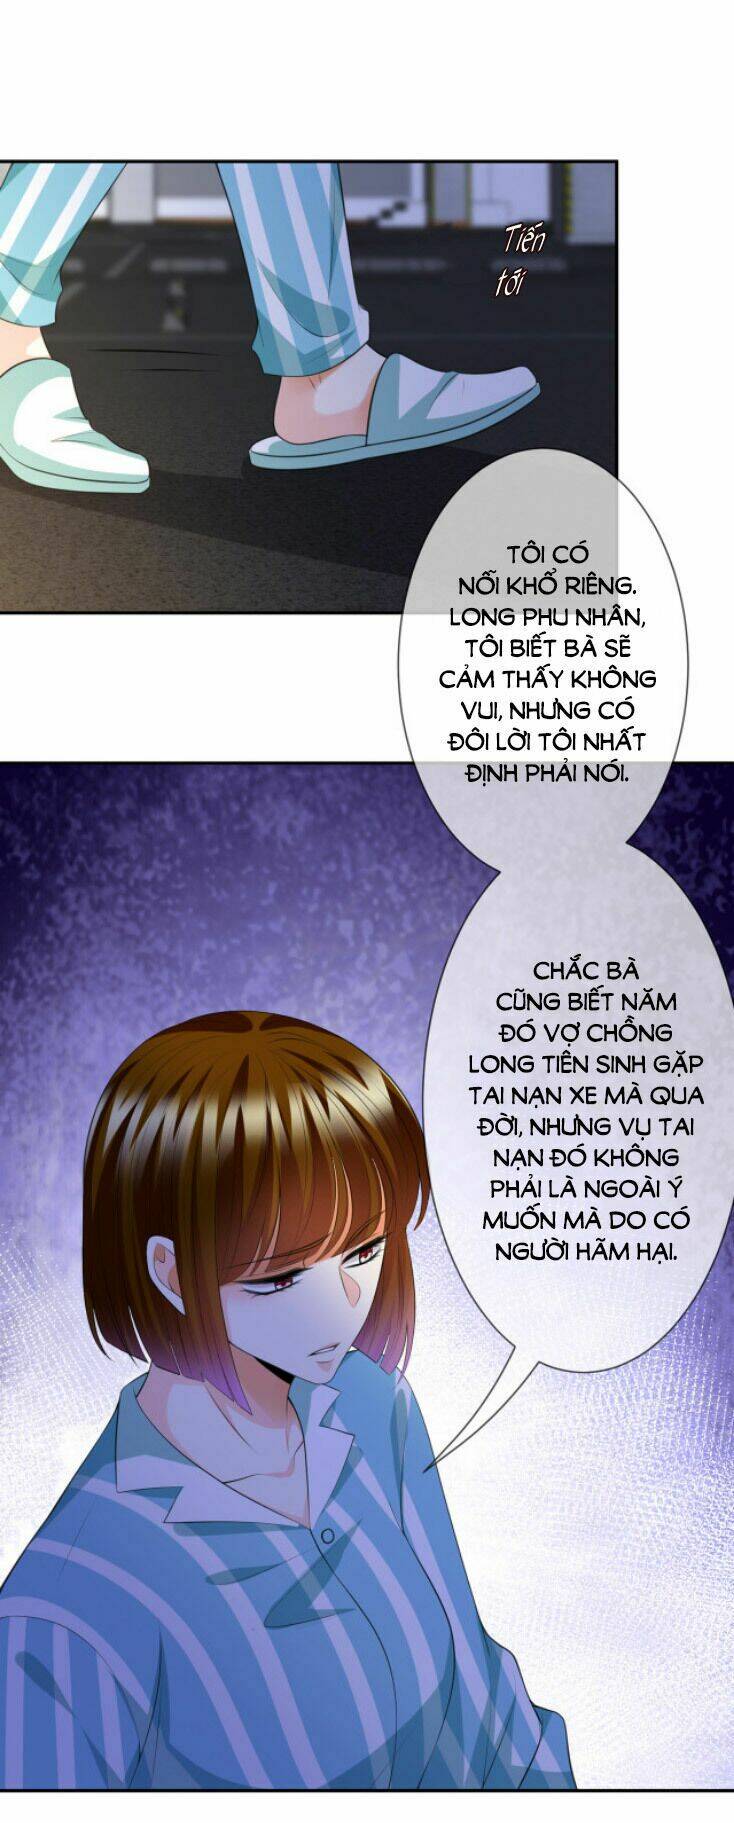 Tiến
tới
TÔI CÓ
NỖI KHỔ RIÊNG.
LONG PHU NHÂN,
TÔI BIẾT BÀ SẼ
CẢM THẤY KHÔNG
VUI, NHƯNG CÓ
ĐÔI LỜI TÔI NHẤT
ĐỊNH PHẢI NÓI.
CHẮC BÀ
CŨNG BIẾT NĂM
ĐÓ VỢ CHỒNG
LONG TIÊN SINH GẶP
TAI NẠN XE MÀ QUA
ĐỜI, NHƯNG VỤ TAI
NẠN ĐÓ KHÔNG
PHẢI LÀ NGOÀI Ý
MUỐN MÀ DO CÓ
NGƯỜI HÃM HẠI.